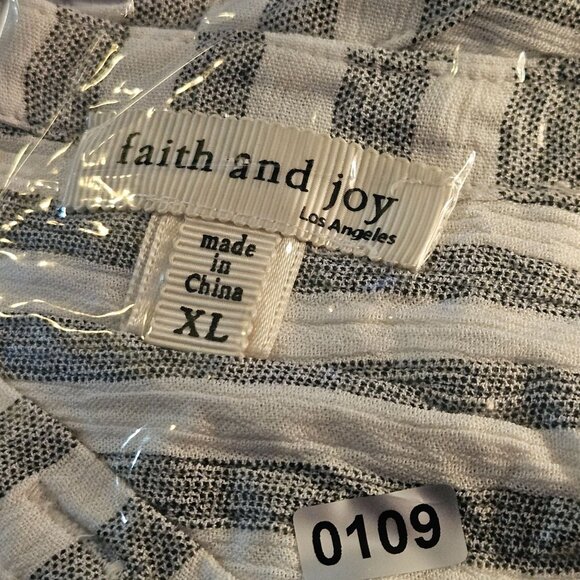 faith and joy
Los Angeles
made
in
China
XL
0109